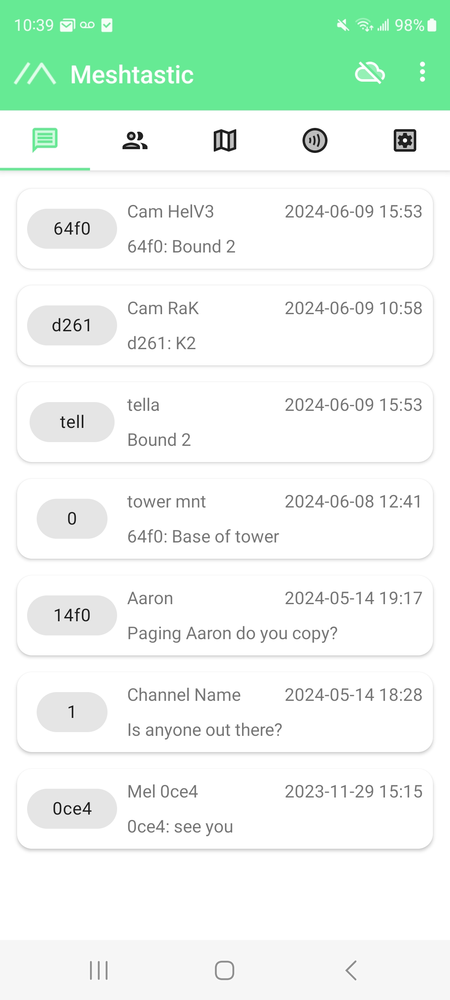 10:39 98%
Meshtastic
64f0 Cam HelV3 2024-06-09 15:53
64f0: Bound 2
d261 Cam RaK 2024-06-09 10:58
d261: K2
tell tella 2024-06-09 15:53
Bound 2
0 tower mnt 2024-06-08 12:41
64f0: Base of tower
14f0 Aaron 2024-05-14 19:17
Paging Aaron do you copy?
1 Channel Name 2024-05-14 18:28
Is anyone out there?
0ce4 Mel 0ce4 2023-11-29 15:15
0ce4: see you